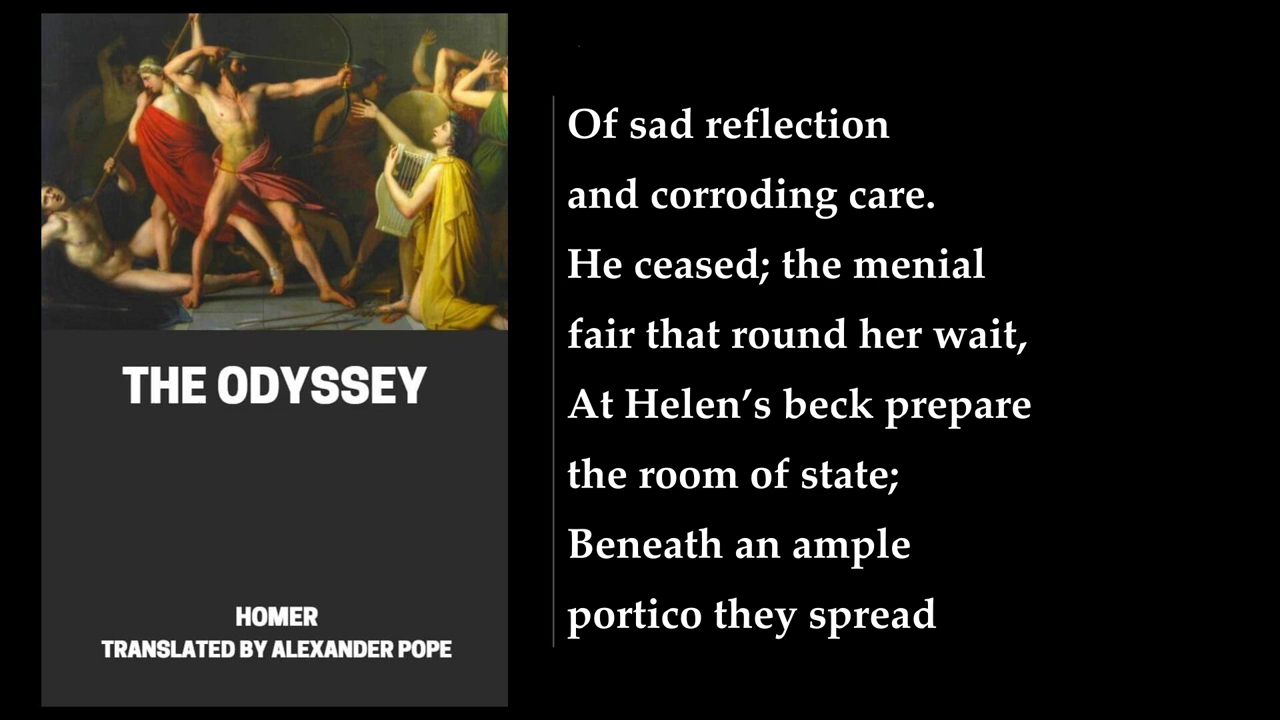 THE ODYSSEY
HOMER
TRANSLATED BY ALEXANDER POPE
Of sad reflection
and corroding care.
He ceased; the menial
fair that round her wait,
At Helen’s beck prepare
the room of state;
Beneath an ample
portico they spread